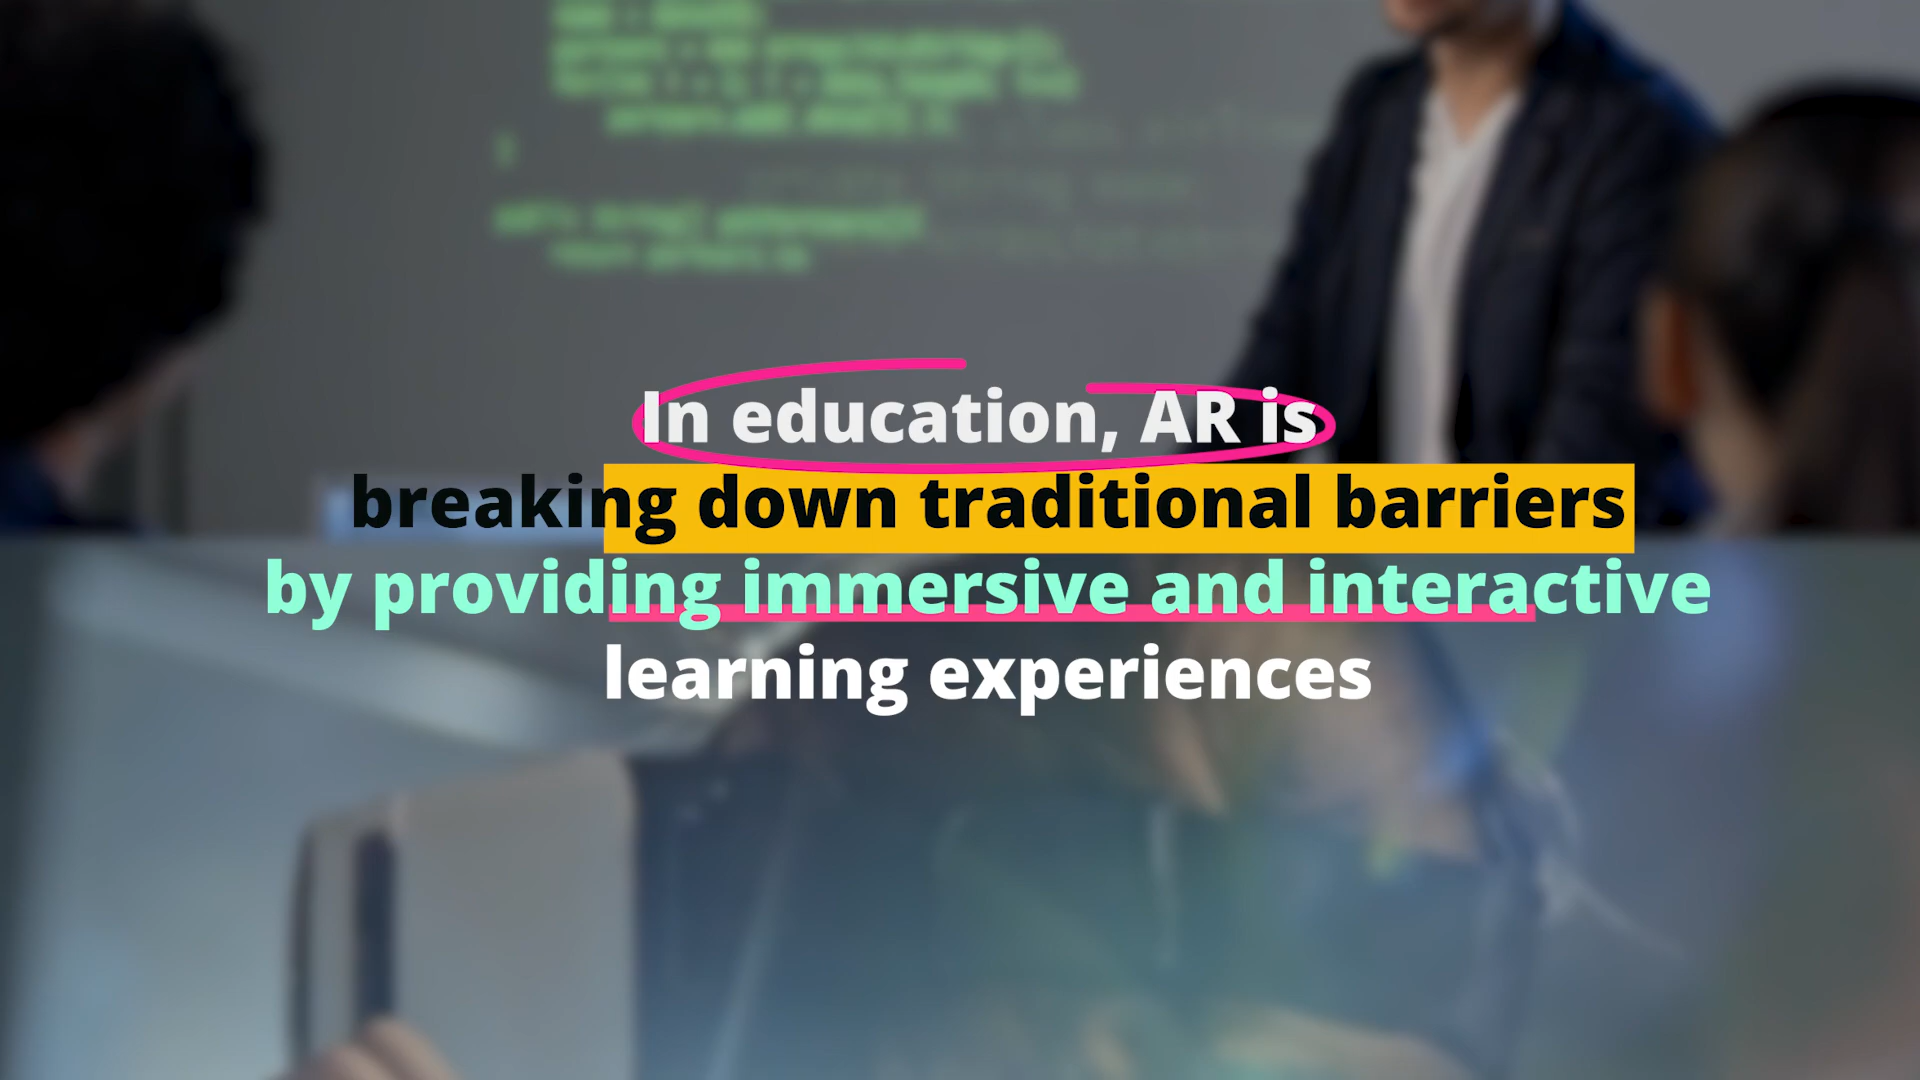 In education, AR is
breaking down traditional barriers
by providing immersive and interactive
learning experiences